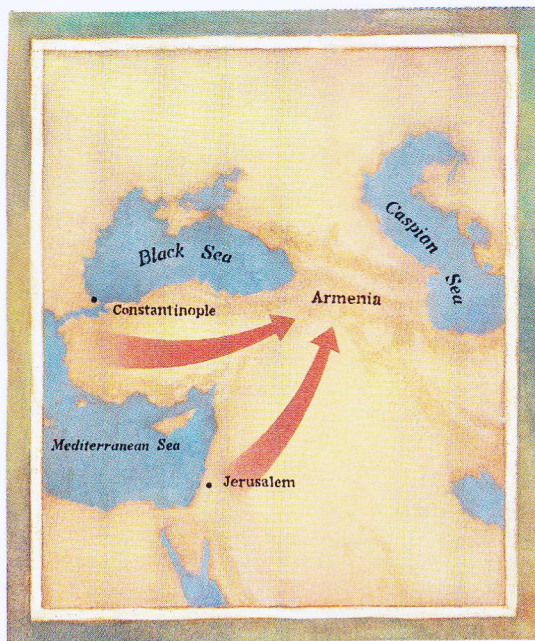 Black Sea
Caspian Sea
Armenia
Constantinople
Mediterranean Sea
Jerusalem